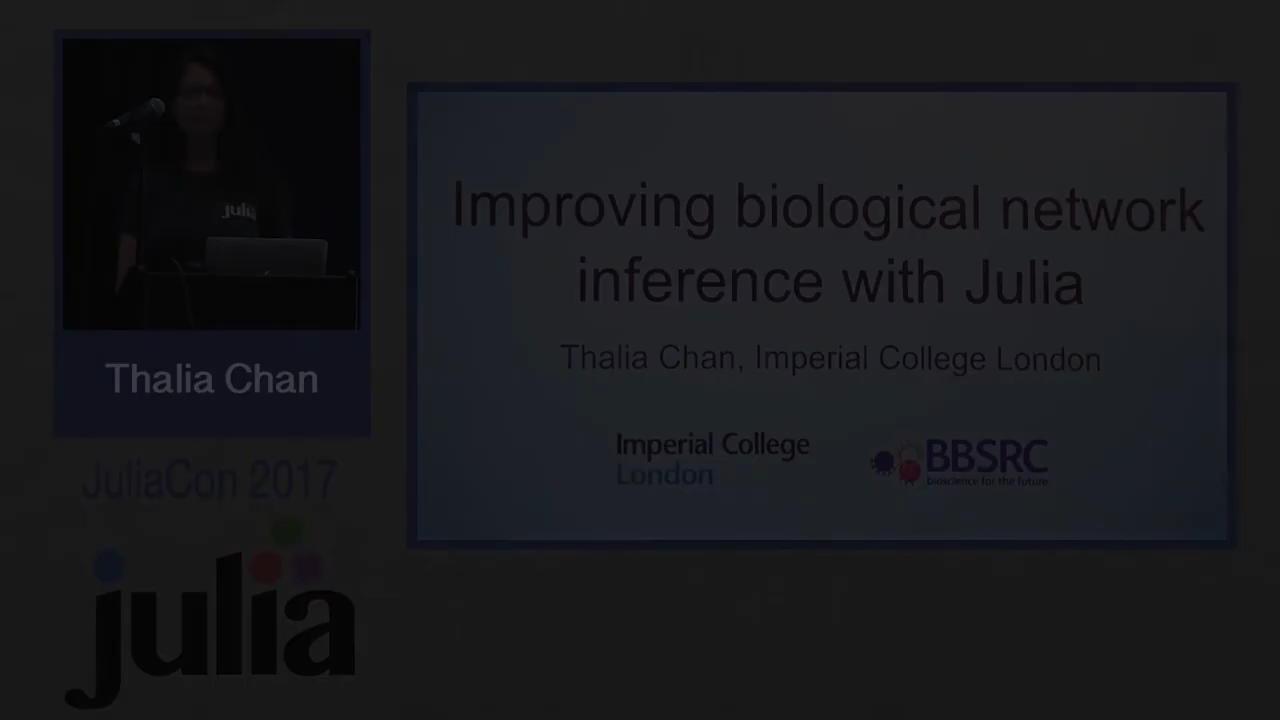 julia
Thalia Chan
JuliaCon 2017
julia
Improving biological network
inference with Julia
Thalia Chan, Imperial College London
Imperial College
London
BBSRC
bioscience for the future